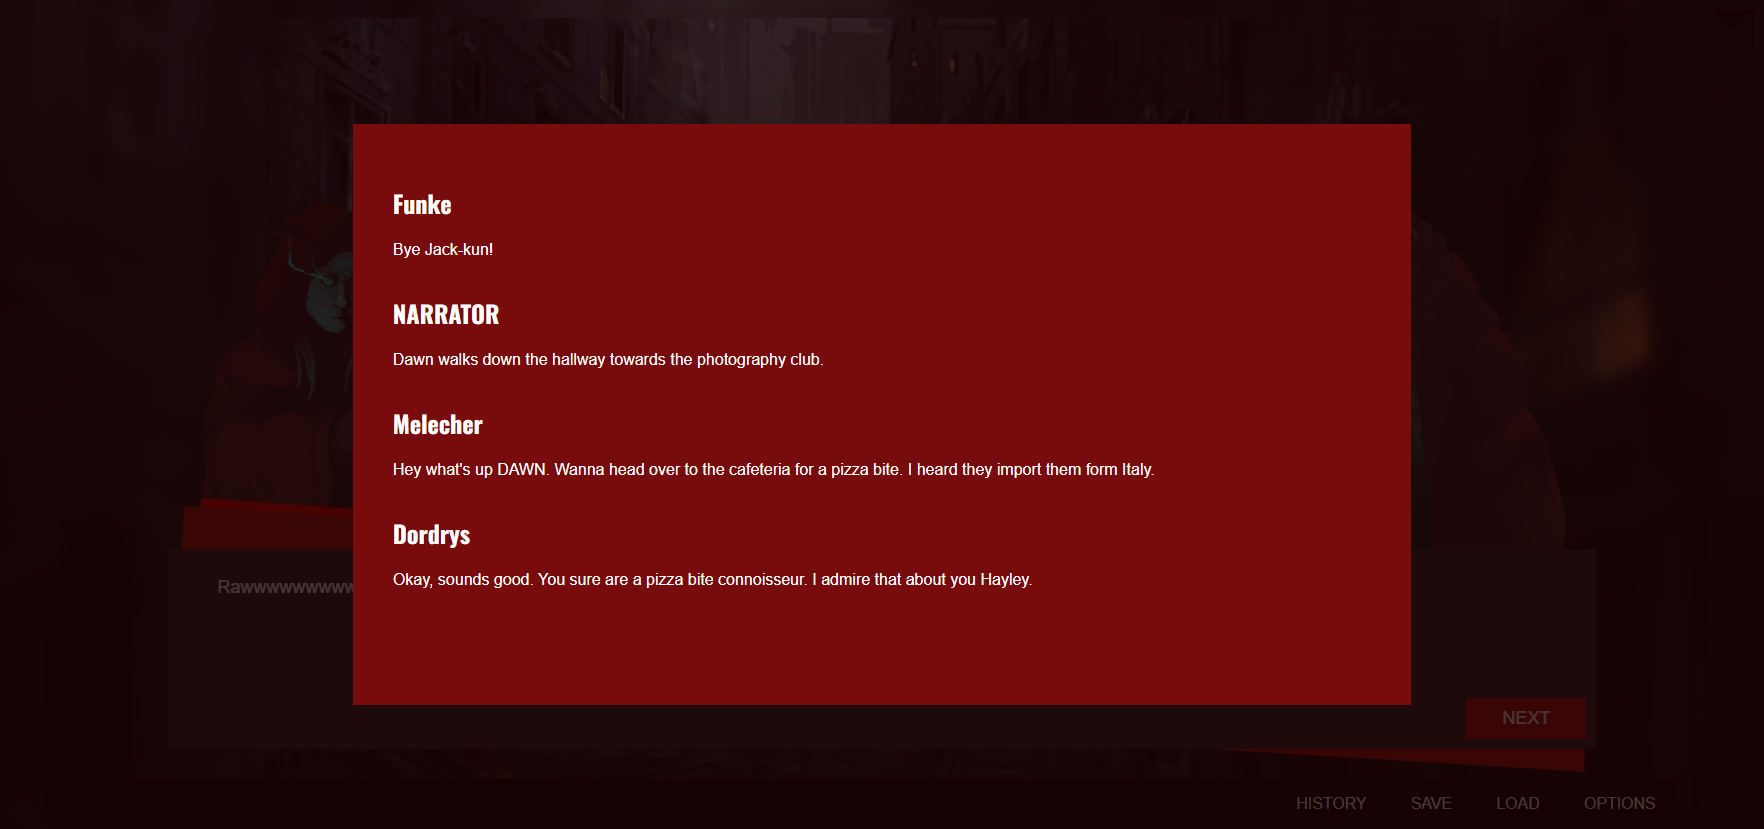 Funke
Bye Jack-kun!
NARRATOR
Dawn walks down the hallway towards the photography club.
Melecher
Hey what's up DAWN. Wanna head over to the cafeteria for a pizza bite. I heard they import them form Italy.
Dordrys
Okay, sounds good. You sure are a pizza bite connoisseur. I admire that about you Hayley.
NEXT
HISTORY SAVE LOAD OPTIONS